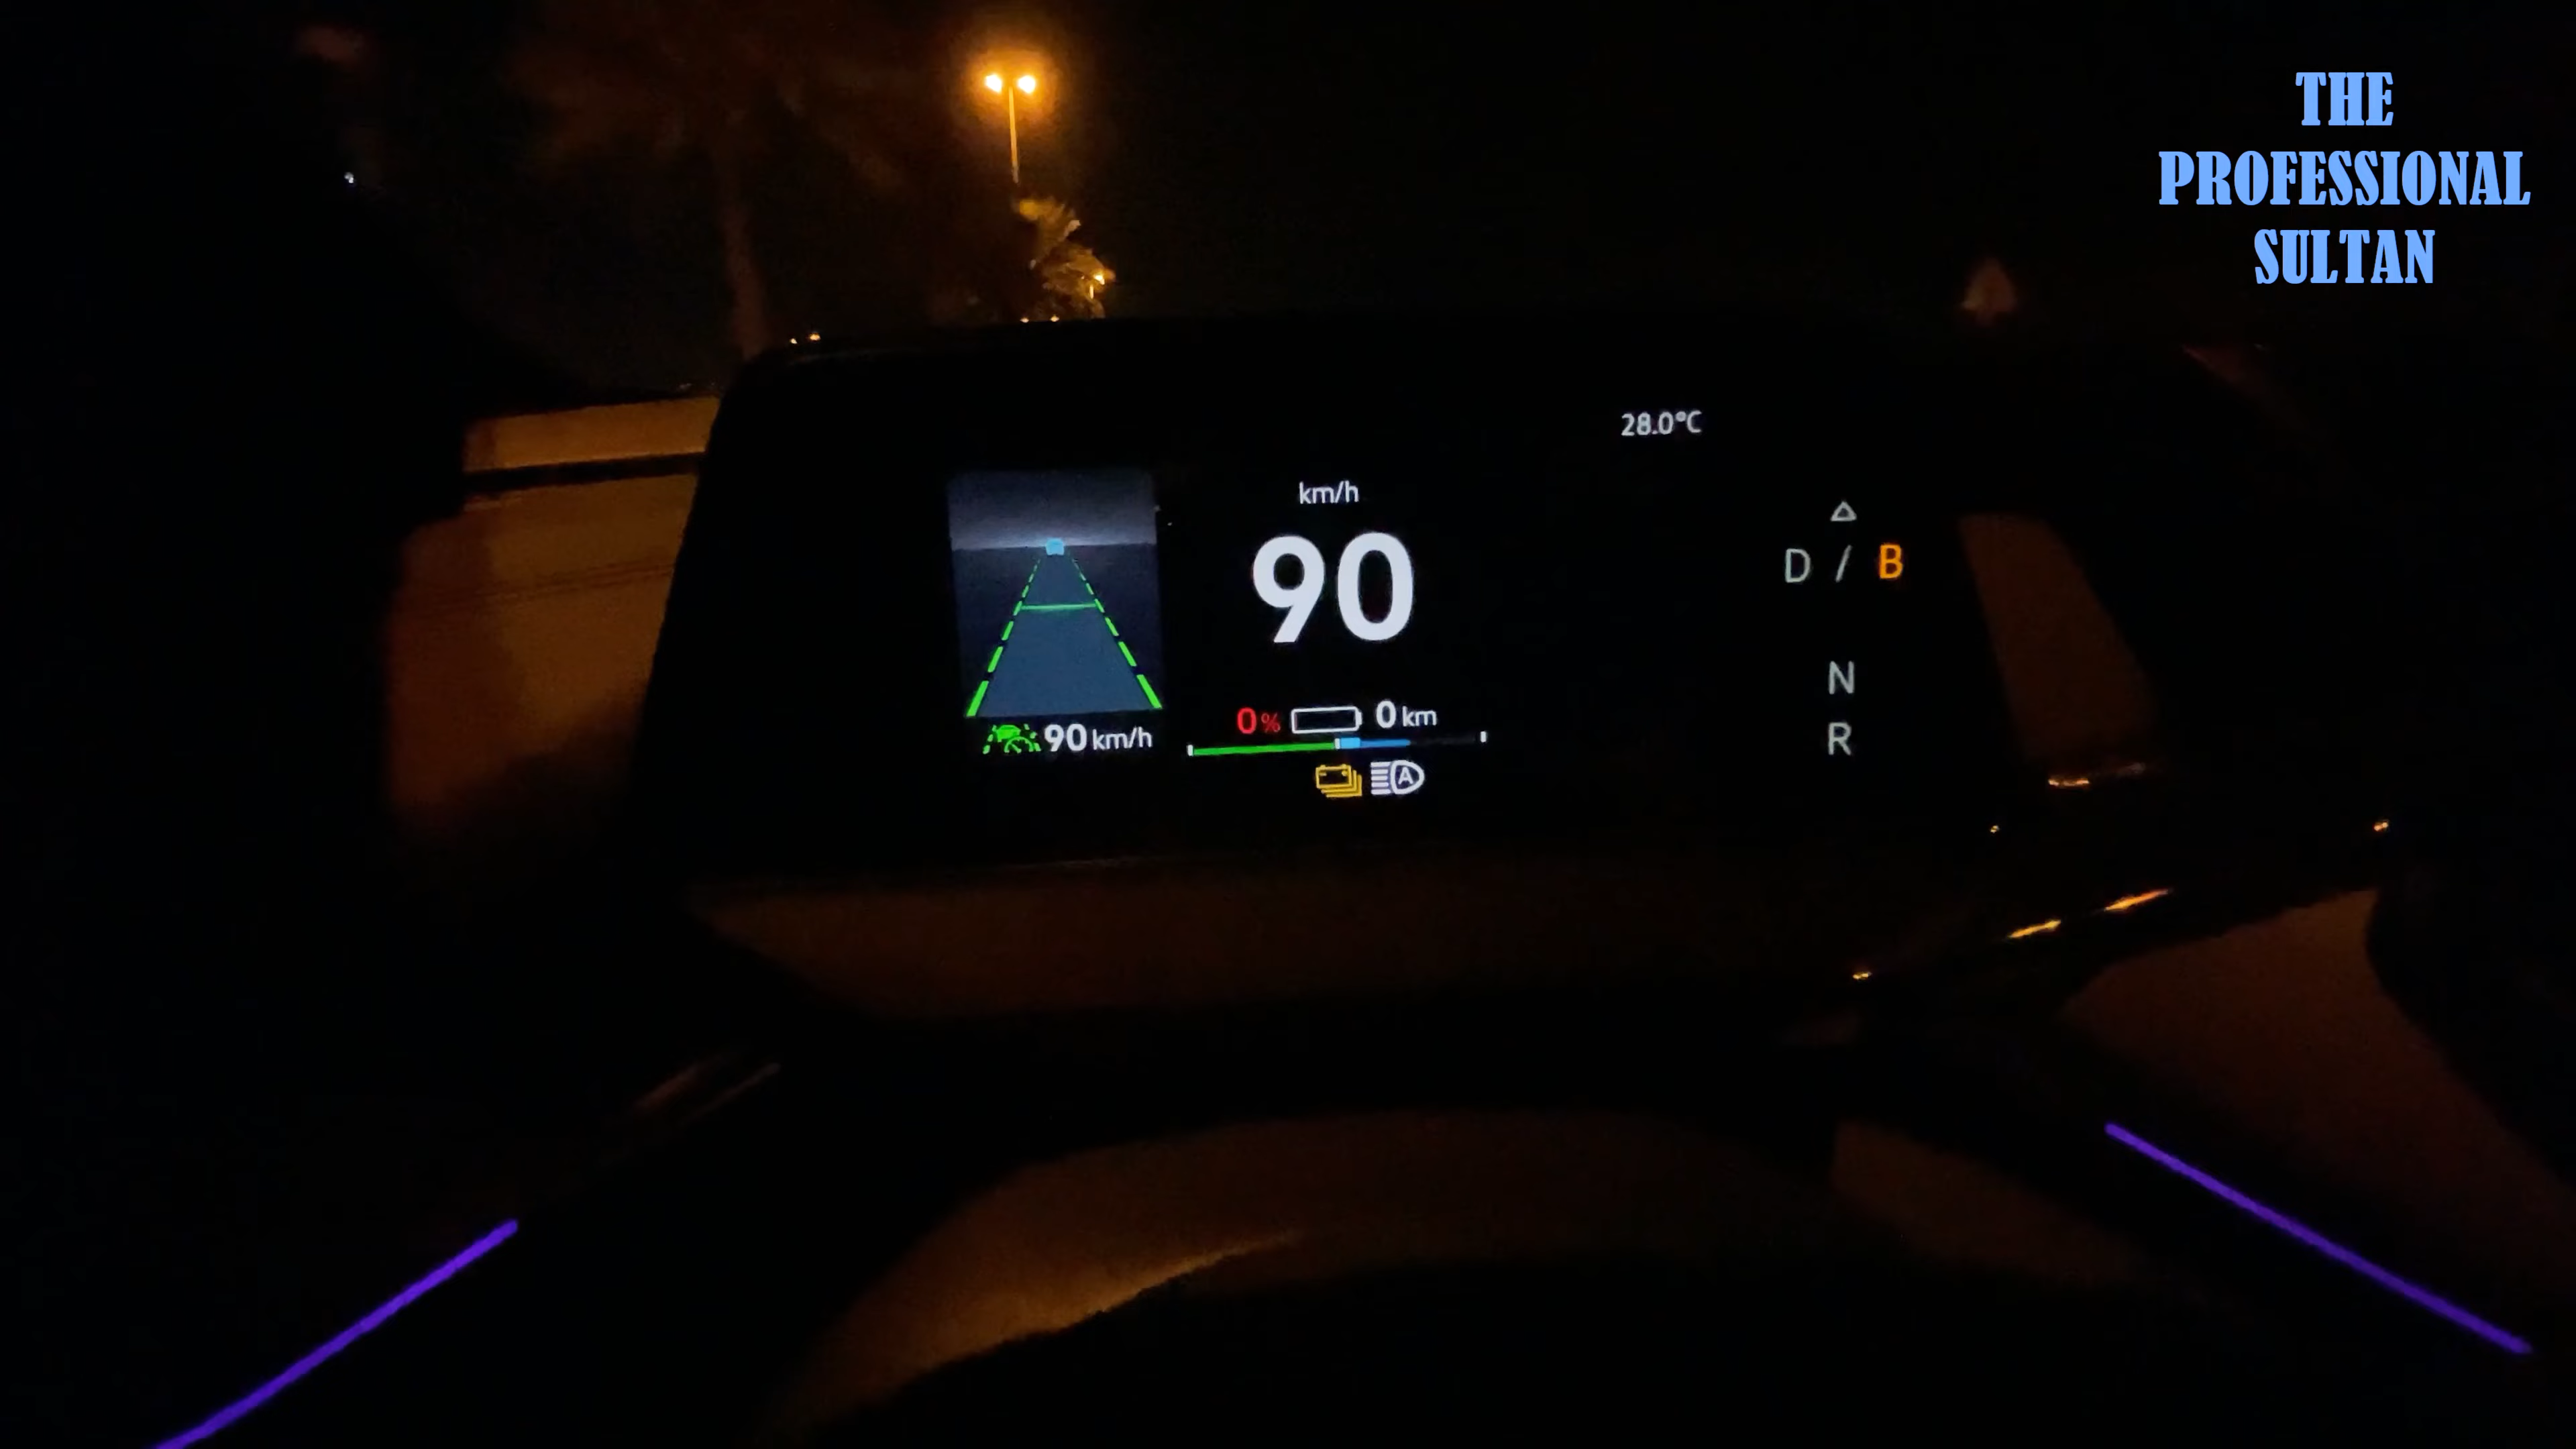 THE
PROFESSIONAL
SULTAN
28.0°C
km/h
90
D / B
N
R
0% 0 km
90 km/h
A